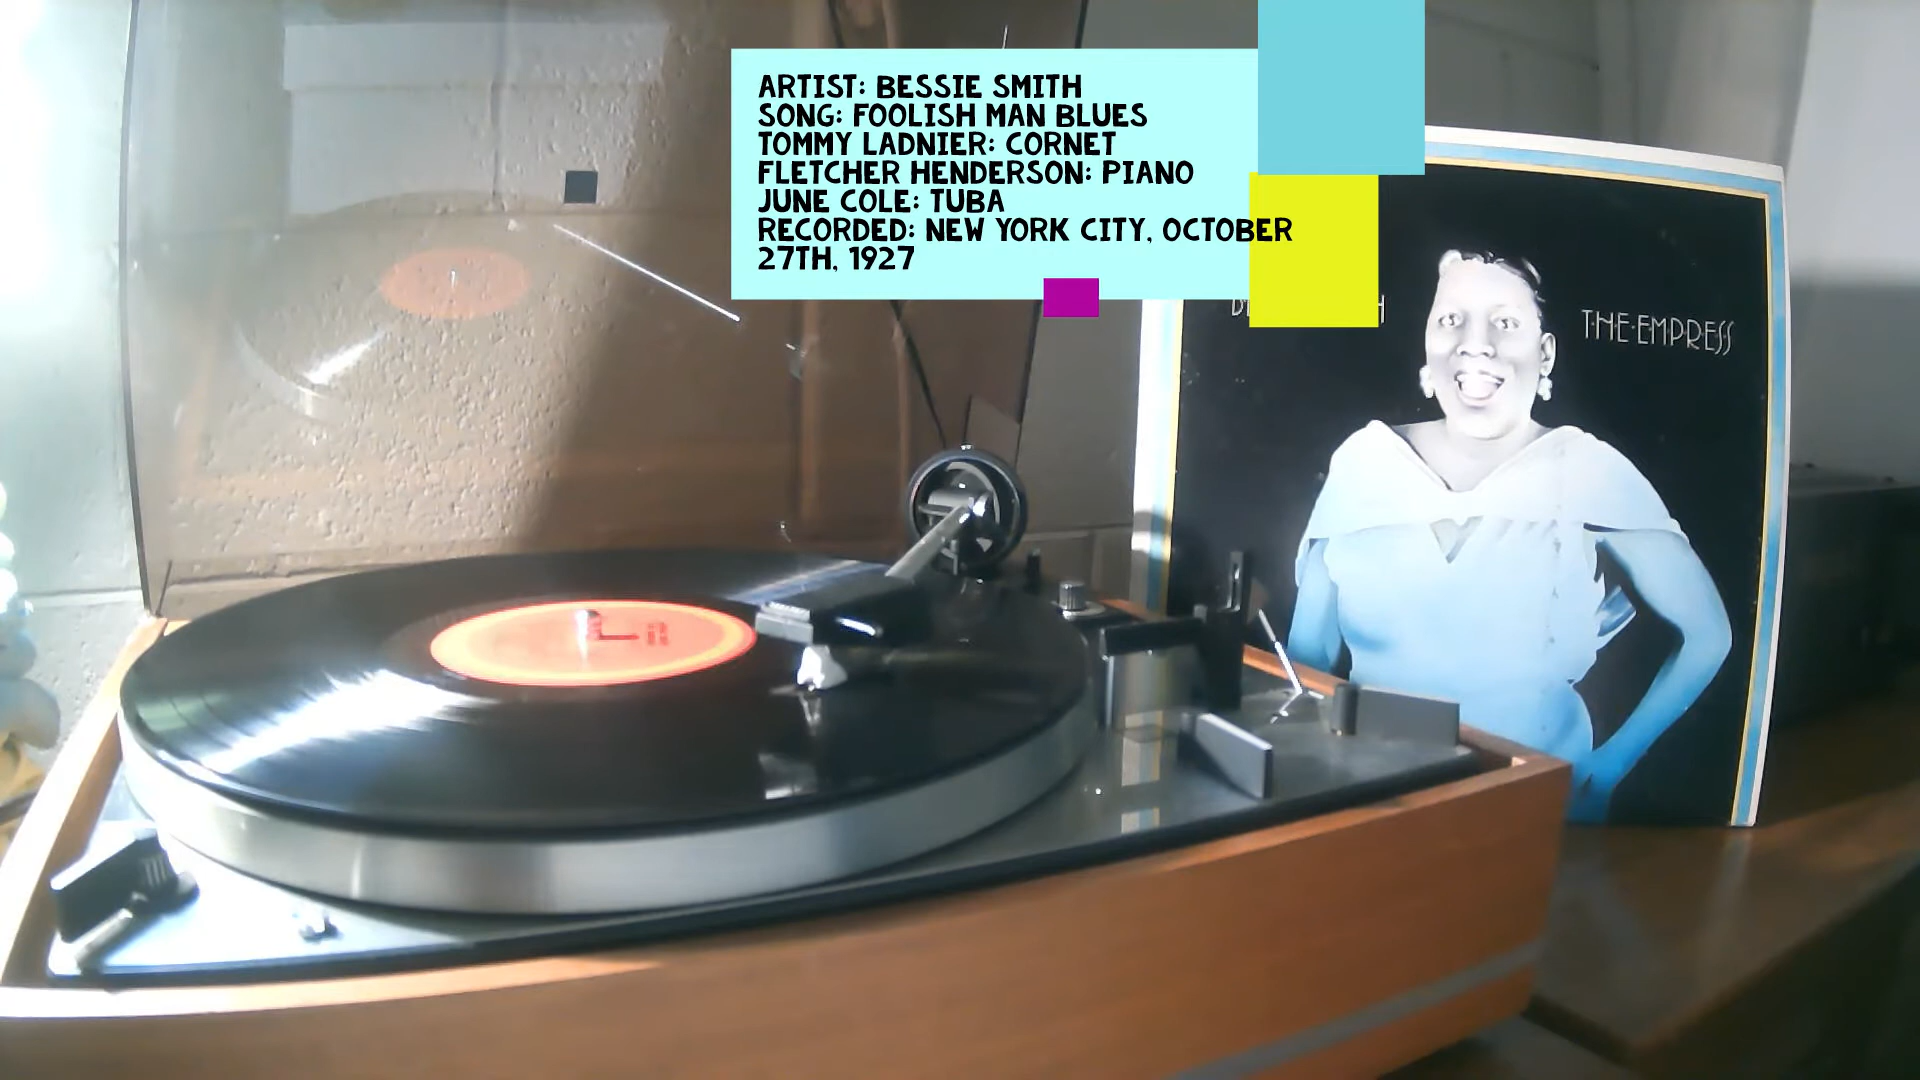 ARTIST: BESSIE SMITH
SONG: FOOLISH MAN BLUES
TOMMY LADNIER: CORNET
FLETCHER HENDERSON: PIANO
JUNE COLE: TUBA
RECORDED: NEW YORK CITY, OCTOBER
27TH, 1927
THE EMPRESS